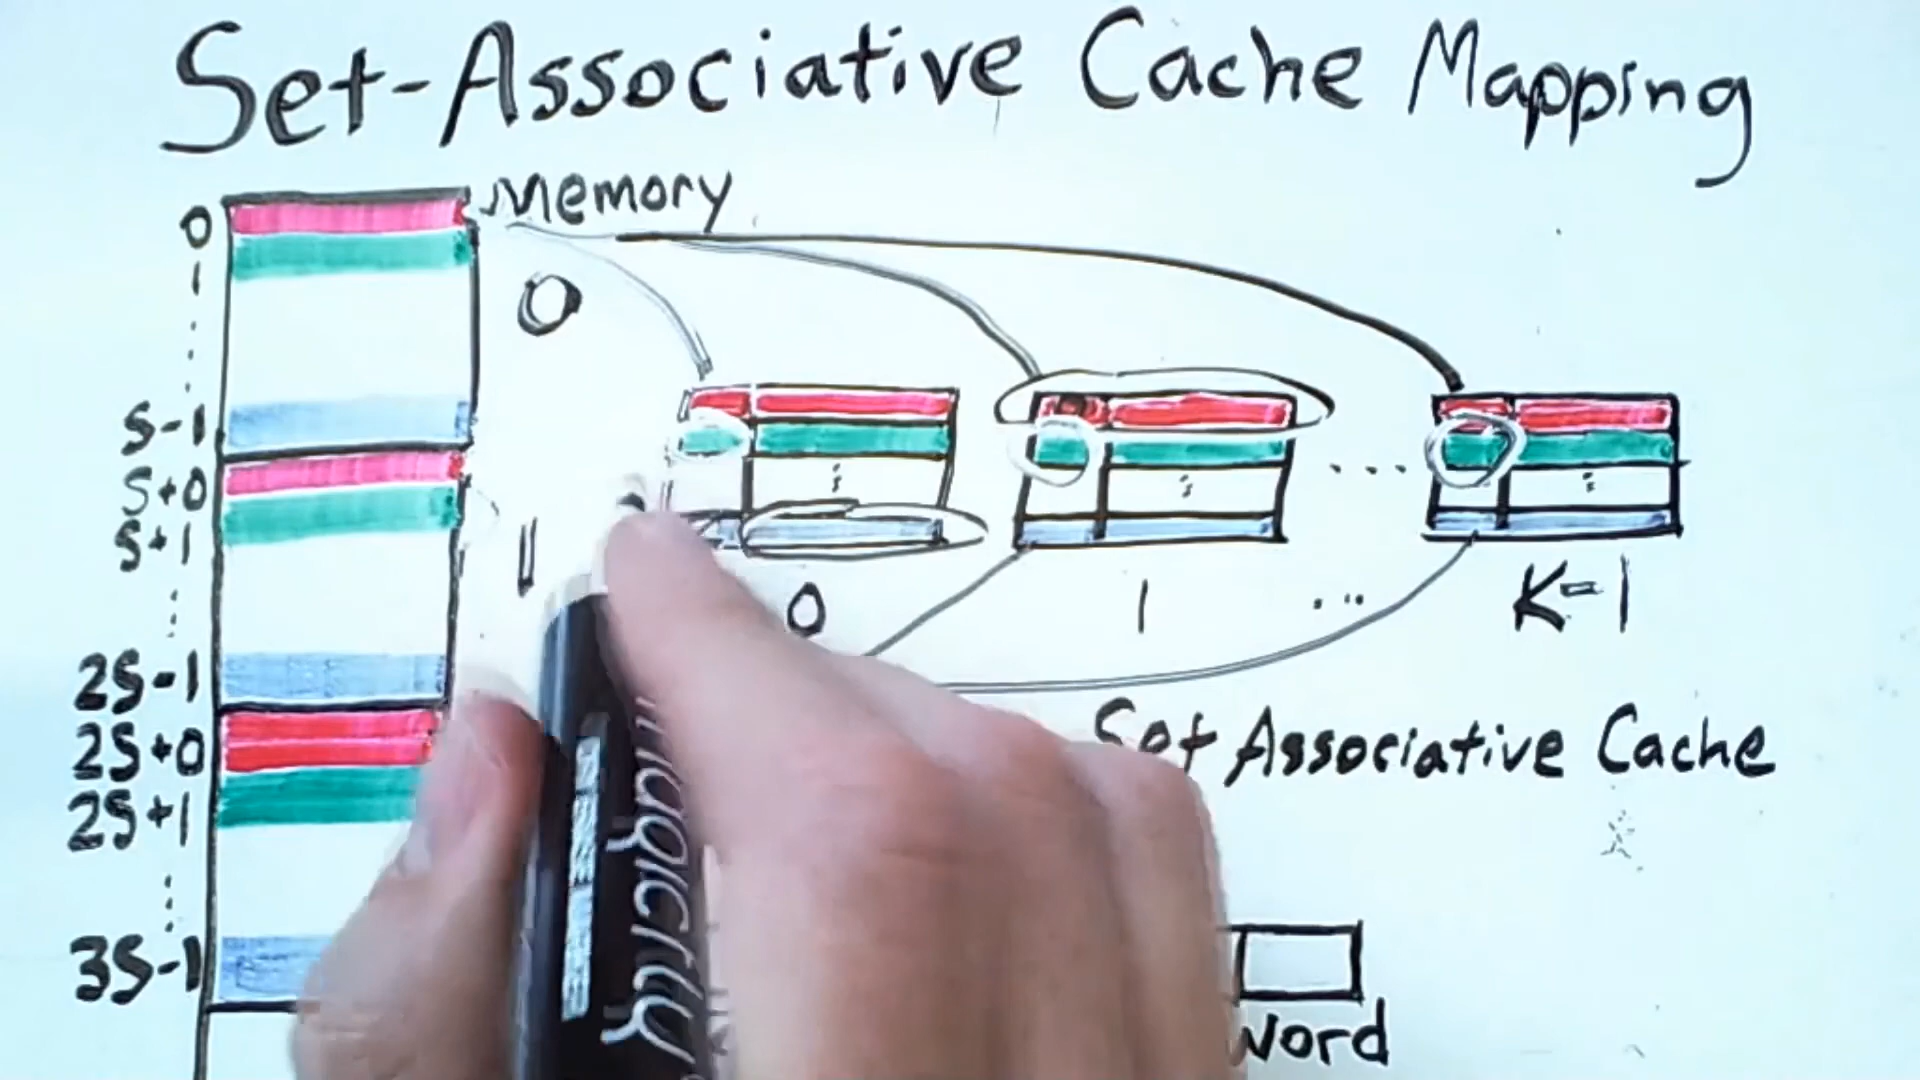 Set-Associative Cache Mapping
Memory
0
1
0
S-1
S+0
S+1
1
0
1
K-1
2S-1
2S+0
Set Associative Cache
2S+1
3S-1
Word